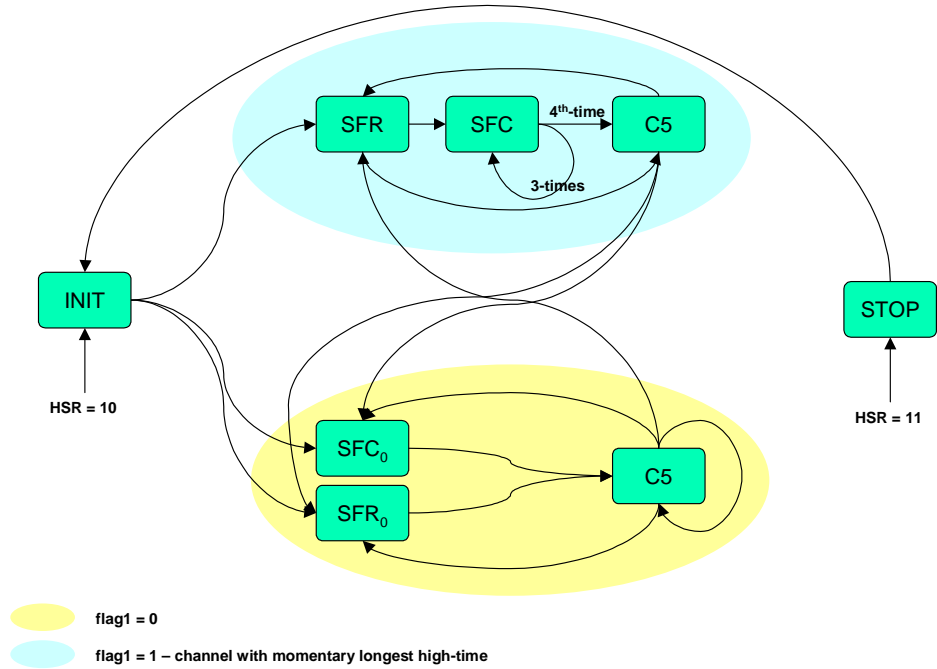 SFR
SFC
4th-time
C5
3-times
INIT
STOP
HSR = 10
HSR = 11
SFC0
C5
SFR0
flag1 = 0
flag1 = 1 – channel with momentary longest high-time